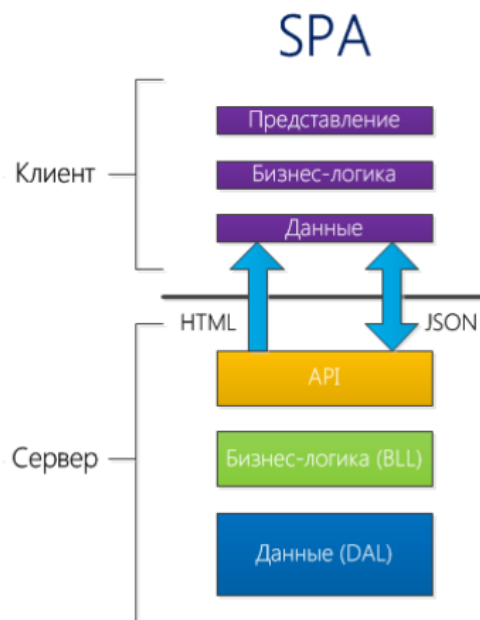 SPA
Представление
Клиент
Бизнес-логика
Данные
HTML
JSON
API
Сервер
Бизнес-логика (BLL)
Данные (DAL)